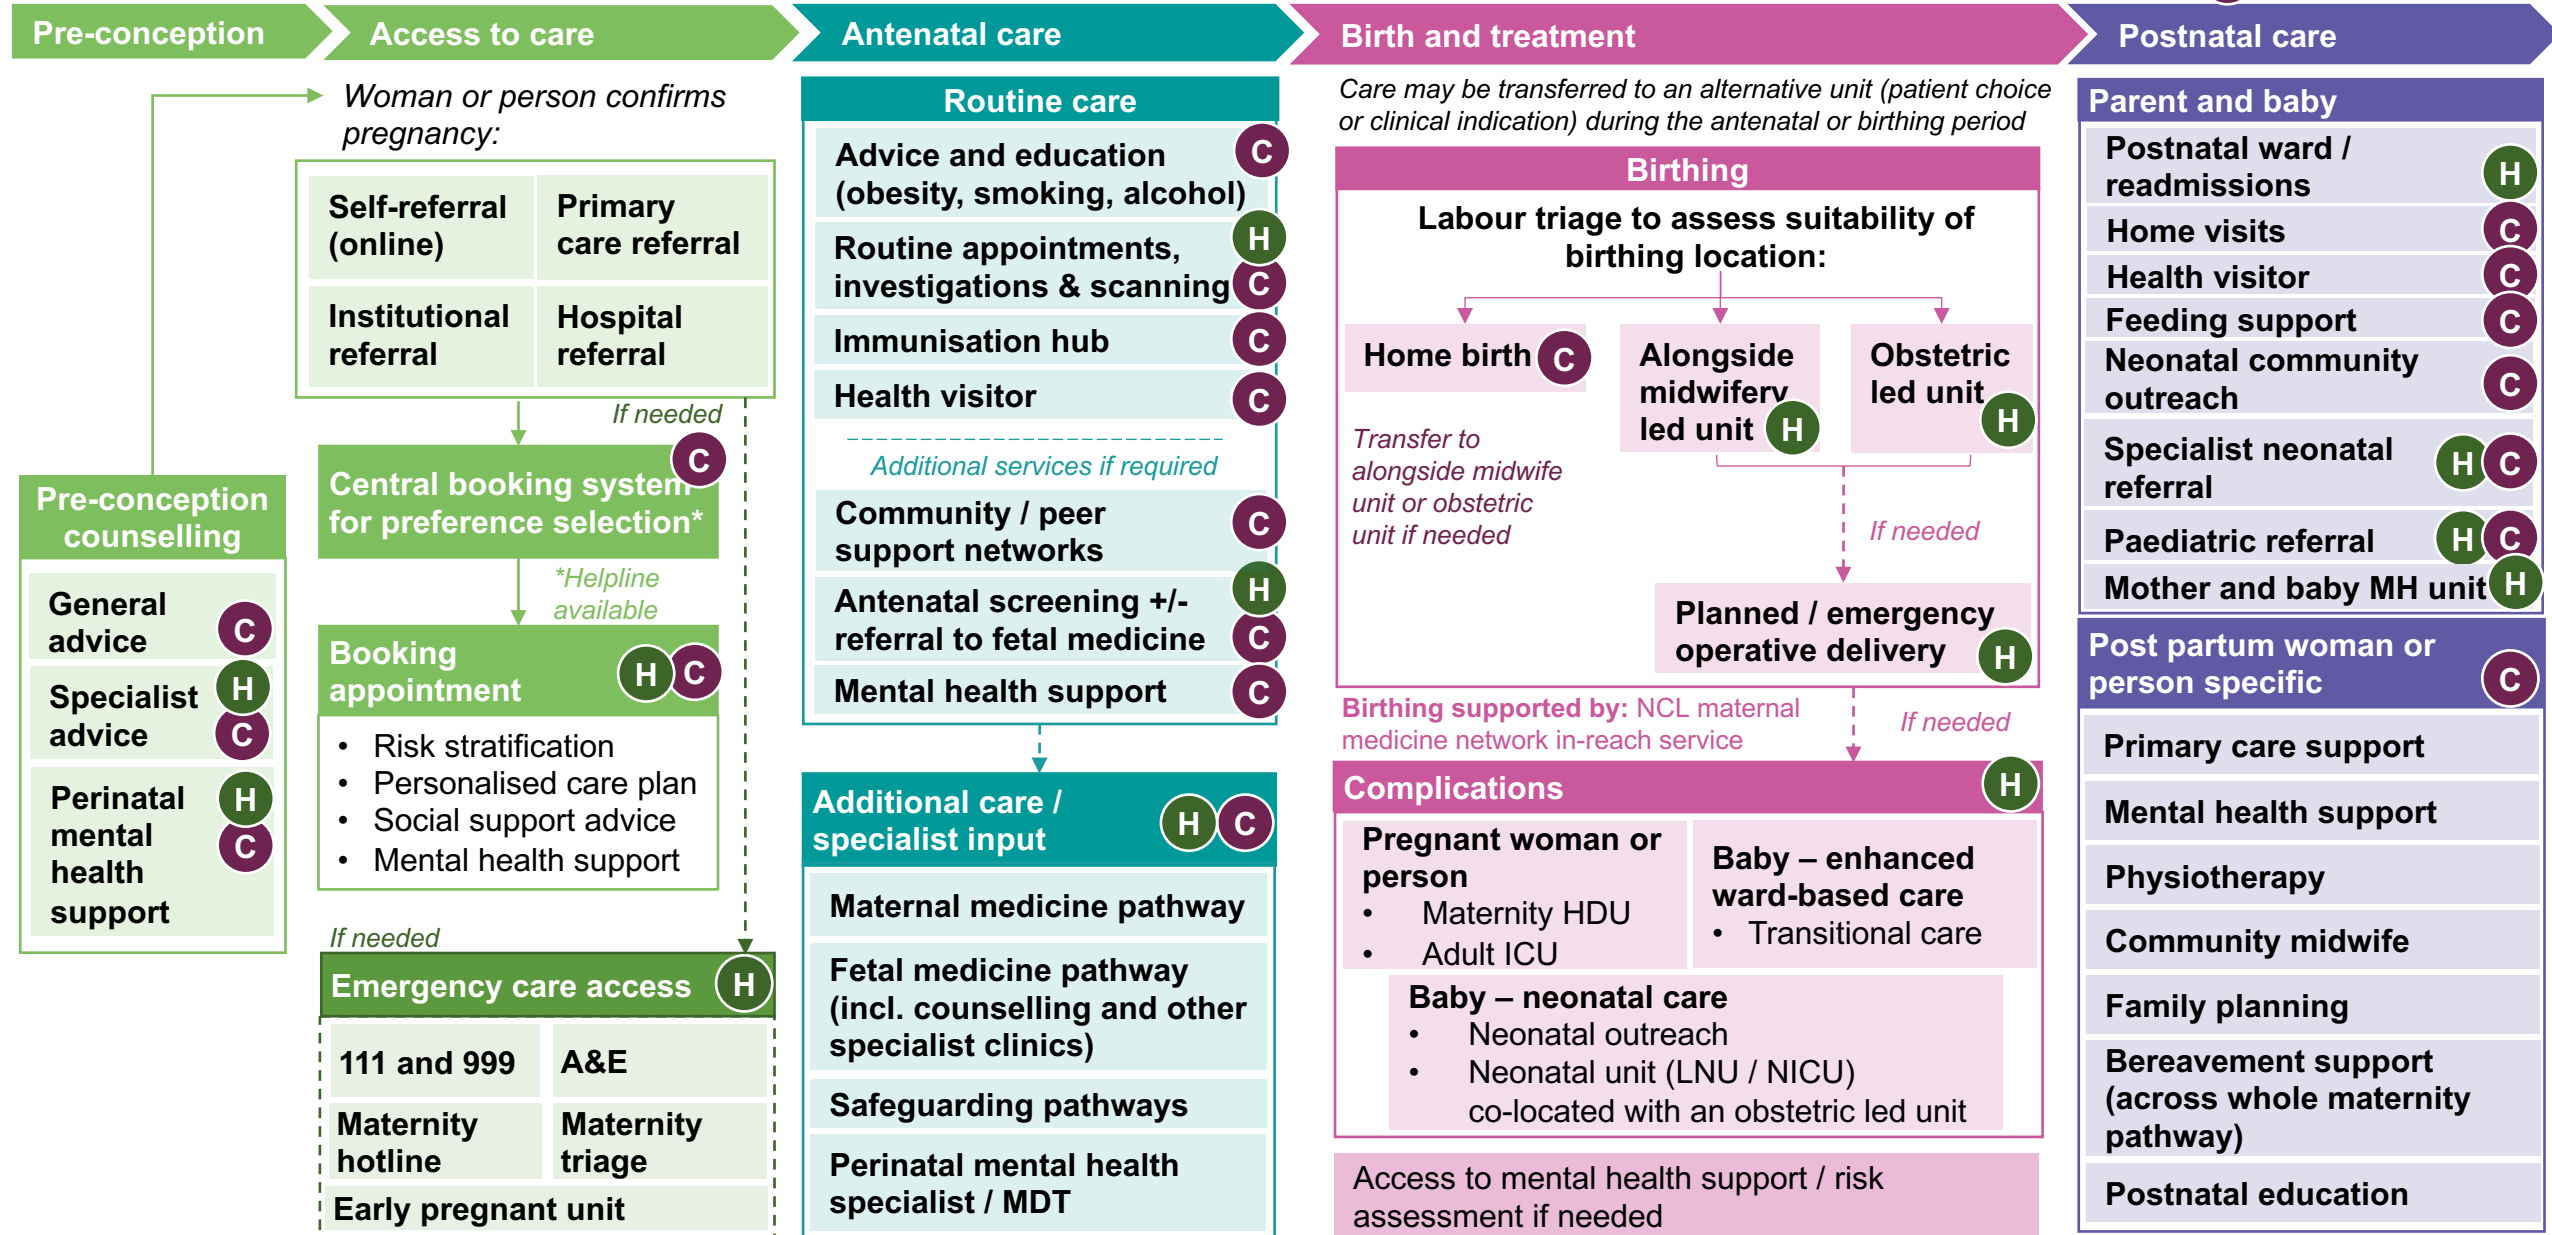 Pre-conception
Access to care
Antenatal care
Birth and treatment
Postnatal care
Pre-conception
counselling
General
advice
C
Specialist
advice
H
C
Perinatal
mental
health
support
H
C
Woman or person confirms
pregnancy:
Self-referral
(online)
Primary
care referral
Institutional
referral
Hospital
referral
If needed
Central booking system
for preference selection*
C
*Helpline
available
Booking
appointment
H
C
• Risk stratification
• Personalised care plan
• Social support advice
• Mental health support
If needed
Emergency care access
H
111 and 999
A&E
Maternity
hotline
Maternity
triage
Early pregnant unit
Routine care
Advice and education
(obesity, smoking, alcohol)
C
Routine appointments,
investigations & scanning
H
C
Immunisation hub
C
Health visitor
C
Additional services if required
Community / peer
support networks
C
Antenatal screening +/-
referral to fetal medicine
H
C
Mental health support
C
Additional care /
specialist input
H
C
Maternal medicine pathway
Fetal medicine pathway
(incl. counselling and other
specialist clinics)
Safeguarding pathways
Perinatal mental health
specialist / MDT
Care may be transferred to an alternative unit (patient choice
or clinical indication) during the antenatal or birthing period
Birthing
Labour triage to assess suitability of
birthing location:
Home birth
C
Alongside
midwifery
led unit
H
Obstetric
led unit
H
Transfer to
alongside midwife
unit or obstetric
unit if needed
If needed
Planned / emergency
operative delivery
H
Birthing supported by: NCL maternal
medicine network in-reach service
If needed
Complications
H
Pregnant woman or
person
• Maternity HDU
• Adult ICU
Baby – enhanced
ward-based care
• Transitional care
Baby – neonatal care
• Neonatal outreach
• Neonatal unit (LNU / NICU)
co-located with an obstetric led unit
Access to mental health support / risk
assessment if needed
Parent and baby
Postnatal ward /
readmissions
H
Home visits
C
Health visitor
C
Feeding support
C
Neonatal community
outreach
C
Specialist neonatal
referral
H
C
Paediatric referral
H
C
Mother and baby MH unit
H
Post partum woman or
person specific
C
Primary care support
Mental health support
Physiotherapy
Community midwife
Family planning
Bereavement support
(across whole maternity
pathway)
Postnatal education